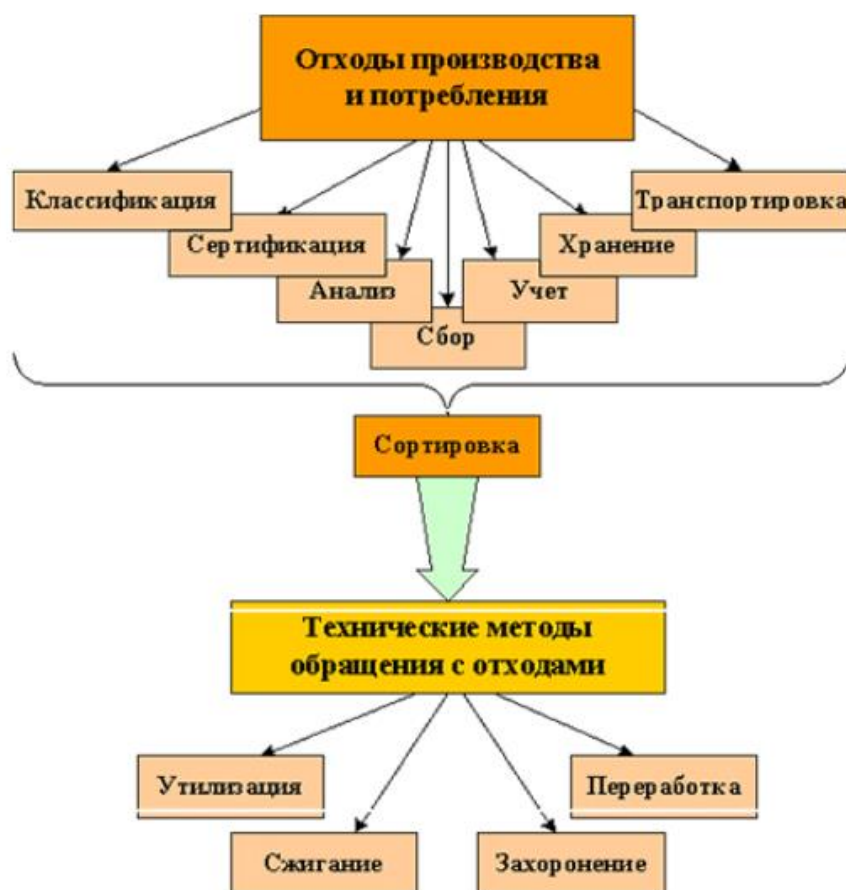 Отходы производства
и потребления
Классификация
Транспортировка
Сертификация
Хранение
Анализ
Учет
Сбор
Сортировка
Технические методы
обращения с отходами
Утилизация
Переработка
Сжигание
Захоронение